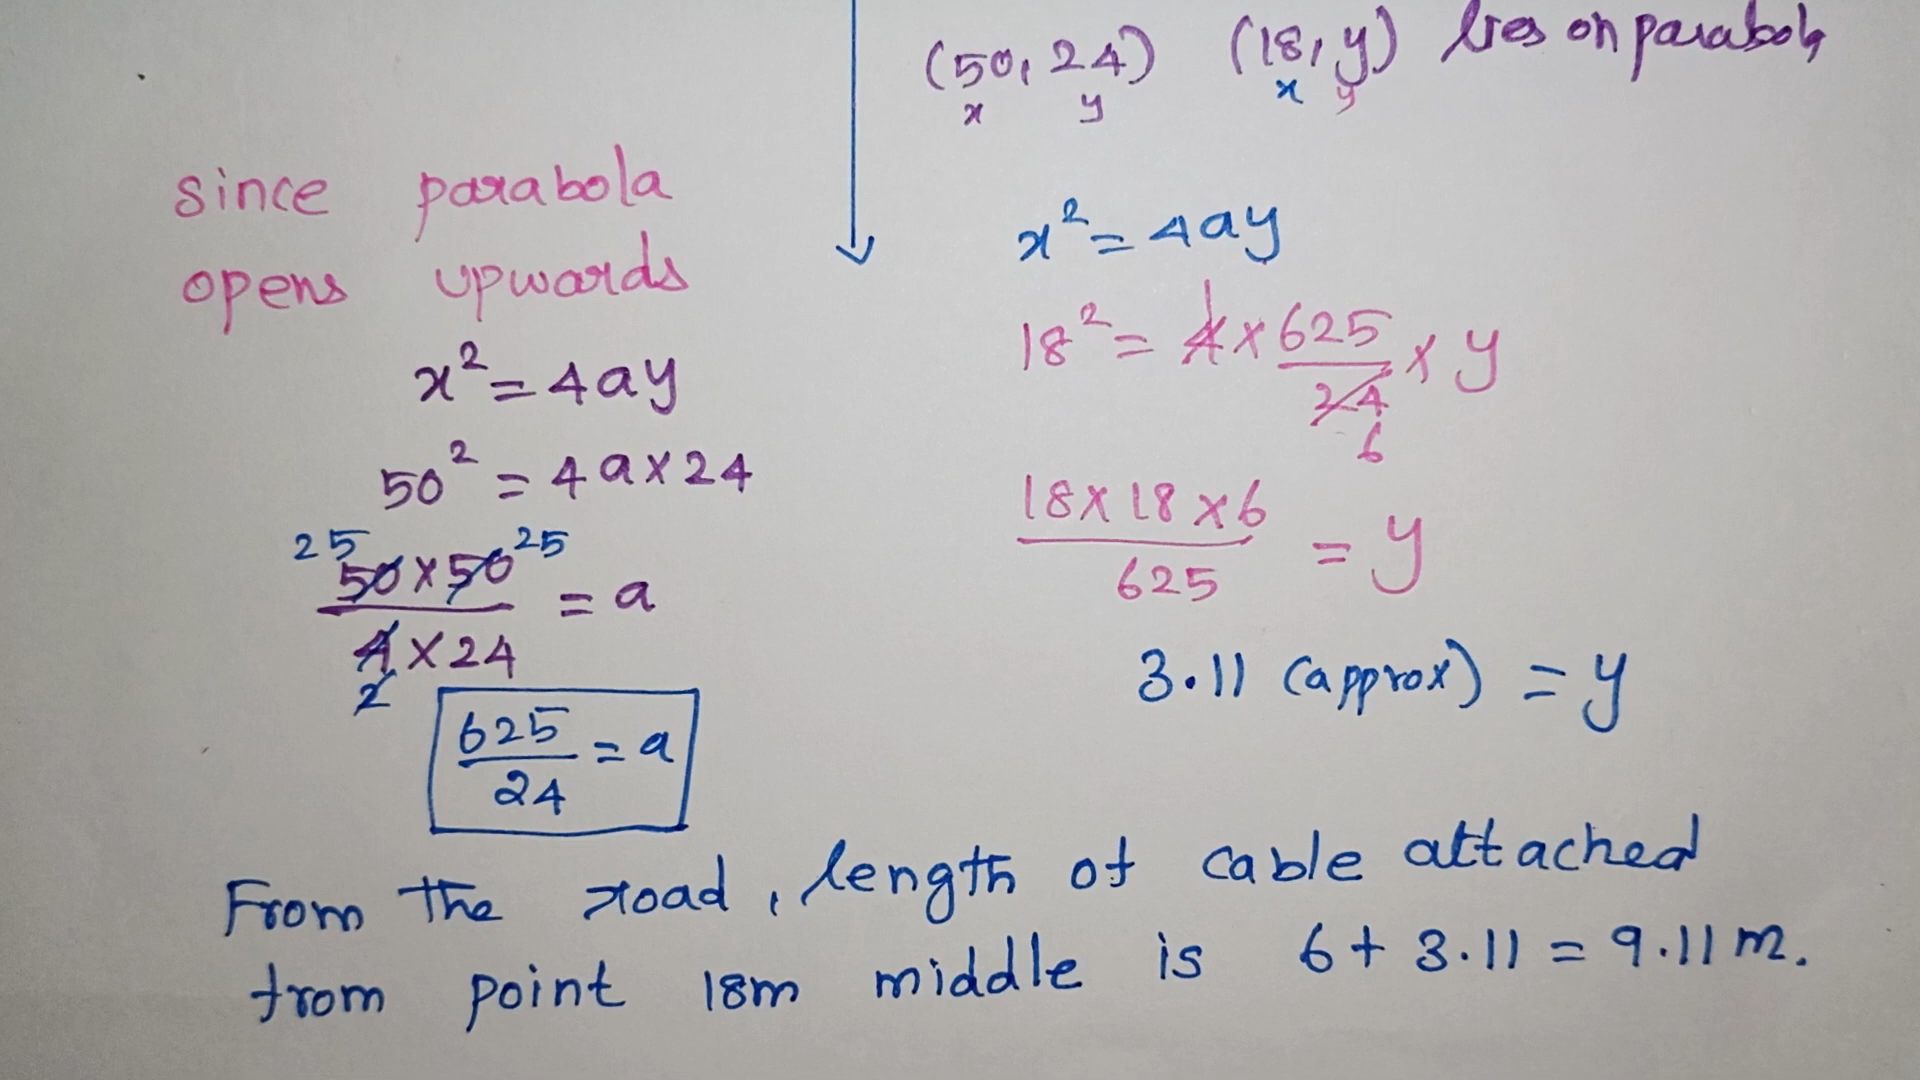 since parabola
opens upwards
x² = 4ay
50² = 4a×24
25 25
50×50 = a
4×24
2
625 = a
24
(50, 24) (18, y) lies on parabola
x y x y
x² = 4ay
1
18² = 4×625 × y
24
6
18×18×6 = y
625
3.11 (approx) = y
From the road, length of cable attached
from point 18m middle is 6+3.11 = 9.11m.